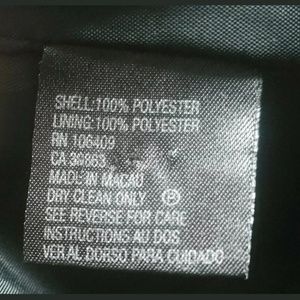 SHELL:100% POLYESTER
LINING:100% POLYESTER
RN 106409
CA 39863
MADE IN MACAU
DRY CLEAN ONLY Ⓟ
SEE REVERSE FOR CARE
INSTRUCTIONS AU DOS
VER AL DORSO PARA CUIDADO